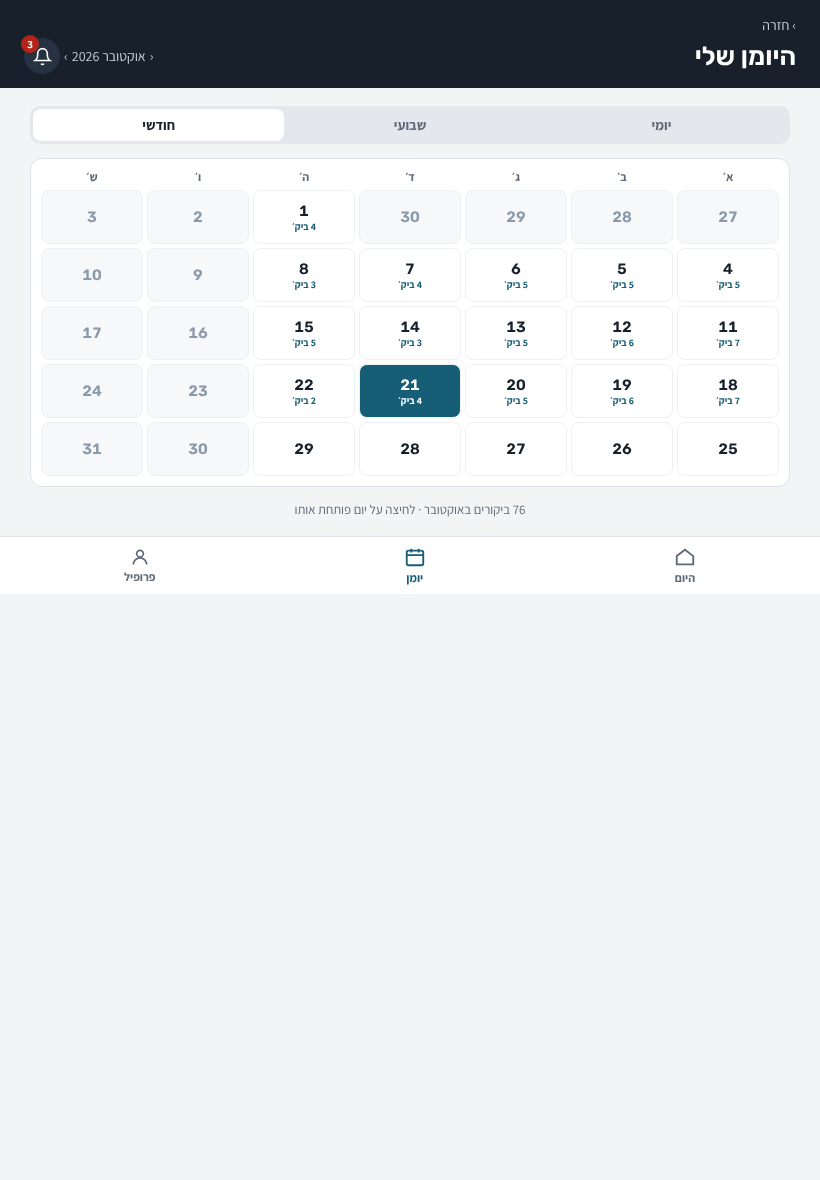 › חזרה
היומן שלי
‹ אוקטובר 2026 ›
3
יומי שבועי חודשי
א׳ ב׳ ג׳ ד׳ ה׳ ו׳ ש׳
27 28 29 30 1 2 3
4 ביק׳
4 5 6 7 8 9 10
5 ביק׳ 5 ביק׳ 5 ביק׳ 4 ביק׳ 3 ביק׳
11 12 13 14 15 16 17
7 ביק׳ 6 ביק׳ 5 ביק׳ 3 ביק׳ 5 ביק׳
18 19 20 21 22 23 24
7 ביק׳ 6 ביק׳ 5 ביק׳ 4 ביק׳ 2 ביק׳
25 26 27 28 29 30 31
76 ביקורים באוקטובר · לחיצה על יום פותחת אותו
היום יומן פרופיל